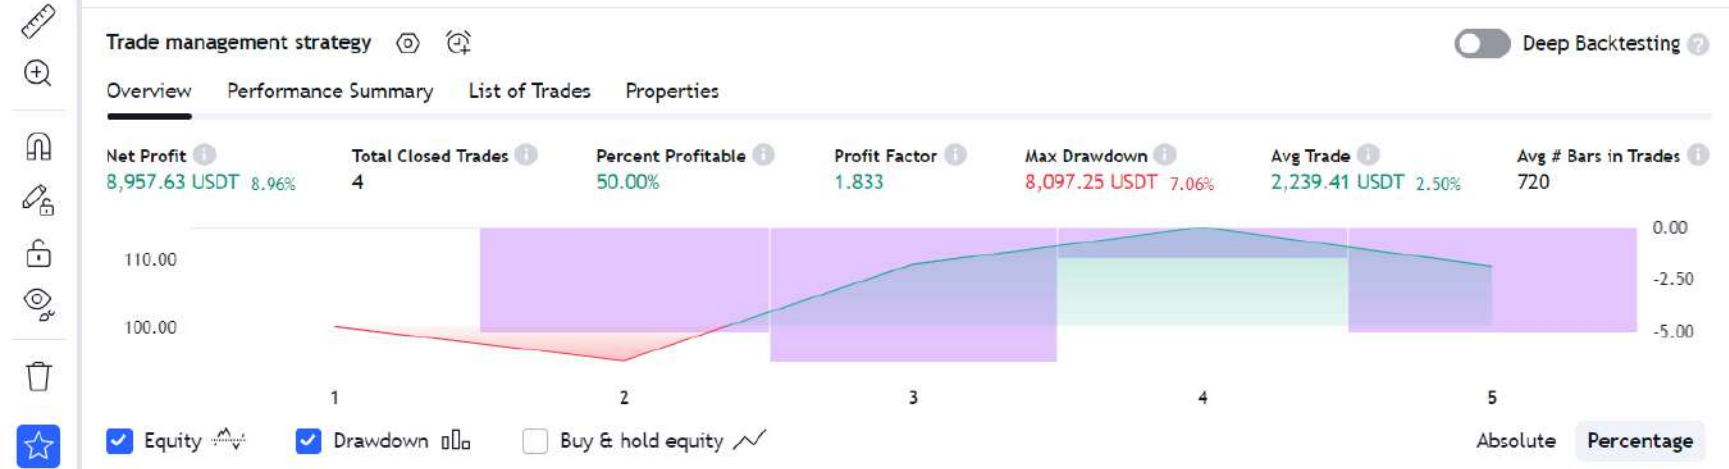 Trade management strategy
Deep Backtesting ?
Overview Performance Summary List of Trades Properties
Net Profit Total Closed Trades Percent Profitable Profit Factor Max Drawdown Avg Trade Avg # Bars in Trades
8,957.63 USDT 8.96% 4 50.00% 1.833 8,097.25 USDT 7.06% 2,239.41 USDT 2.50% 720
0.00
110.00
-2.50
100.00
-5.00
1 2 3 4 5
Equity Drawdown Buy & hold equity Absolute Percentage